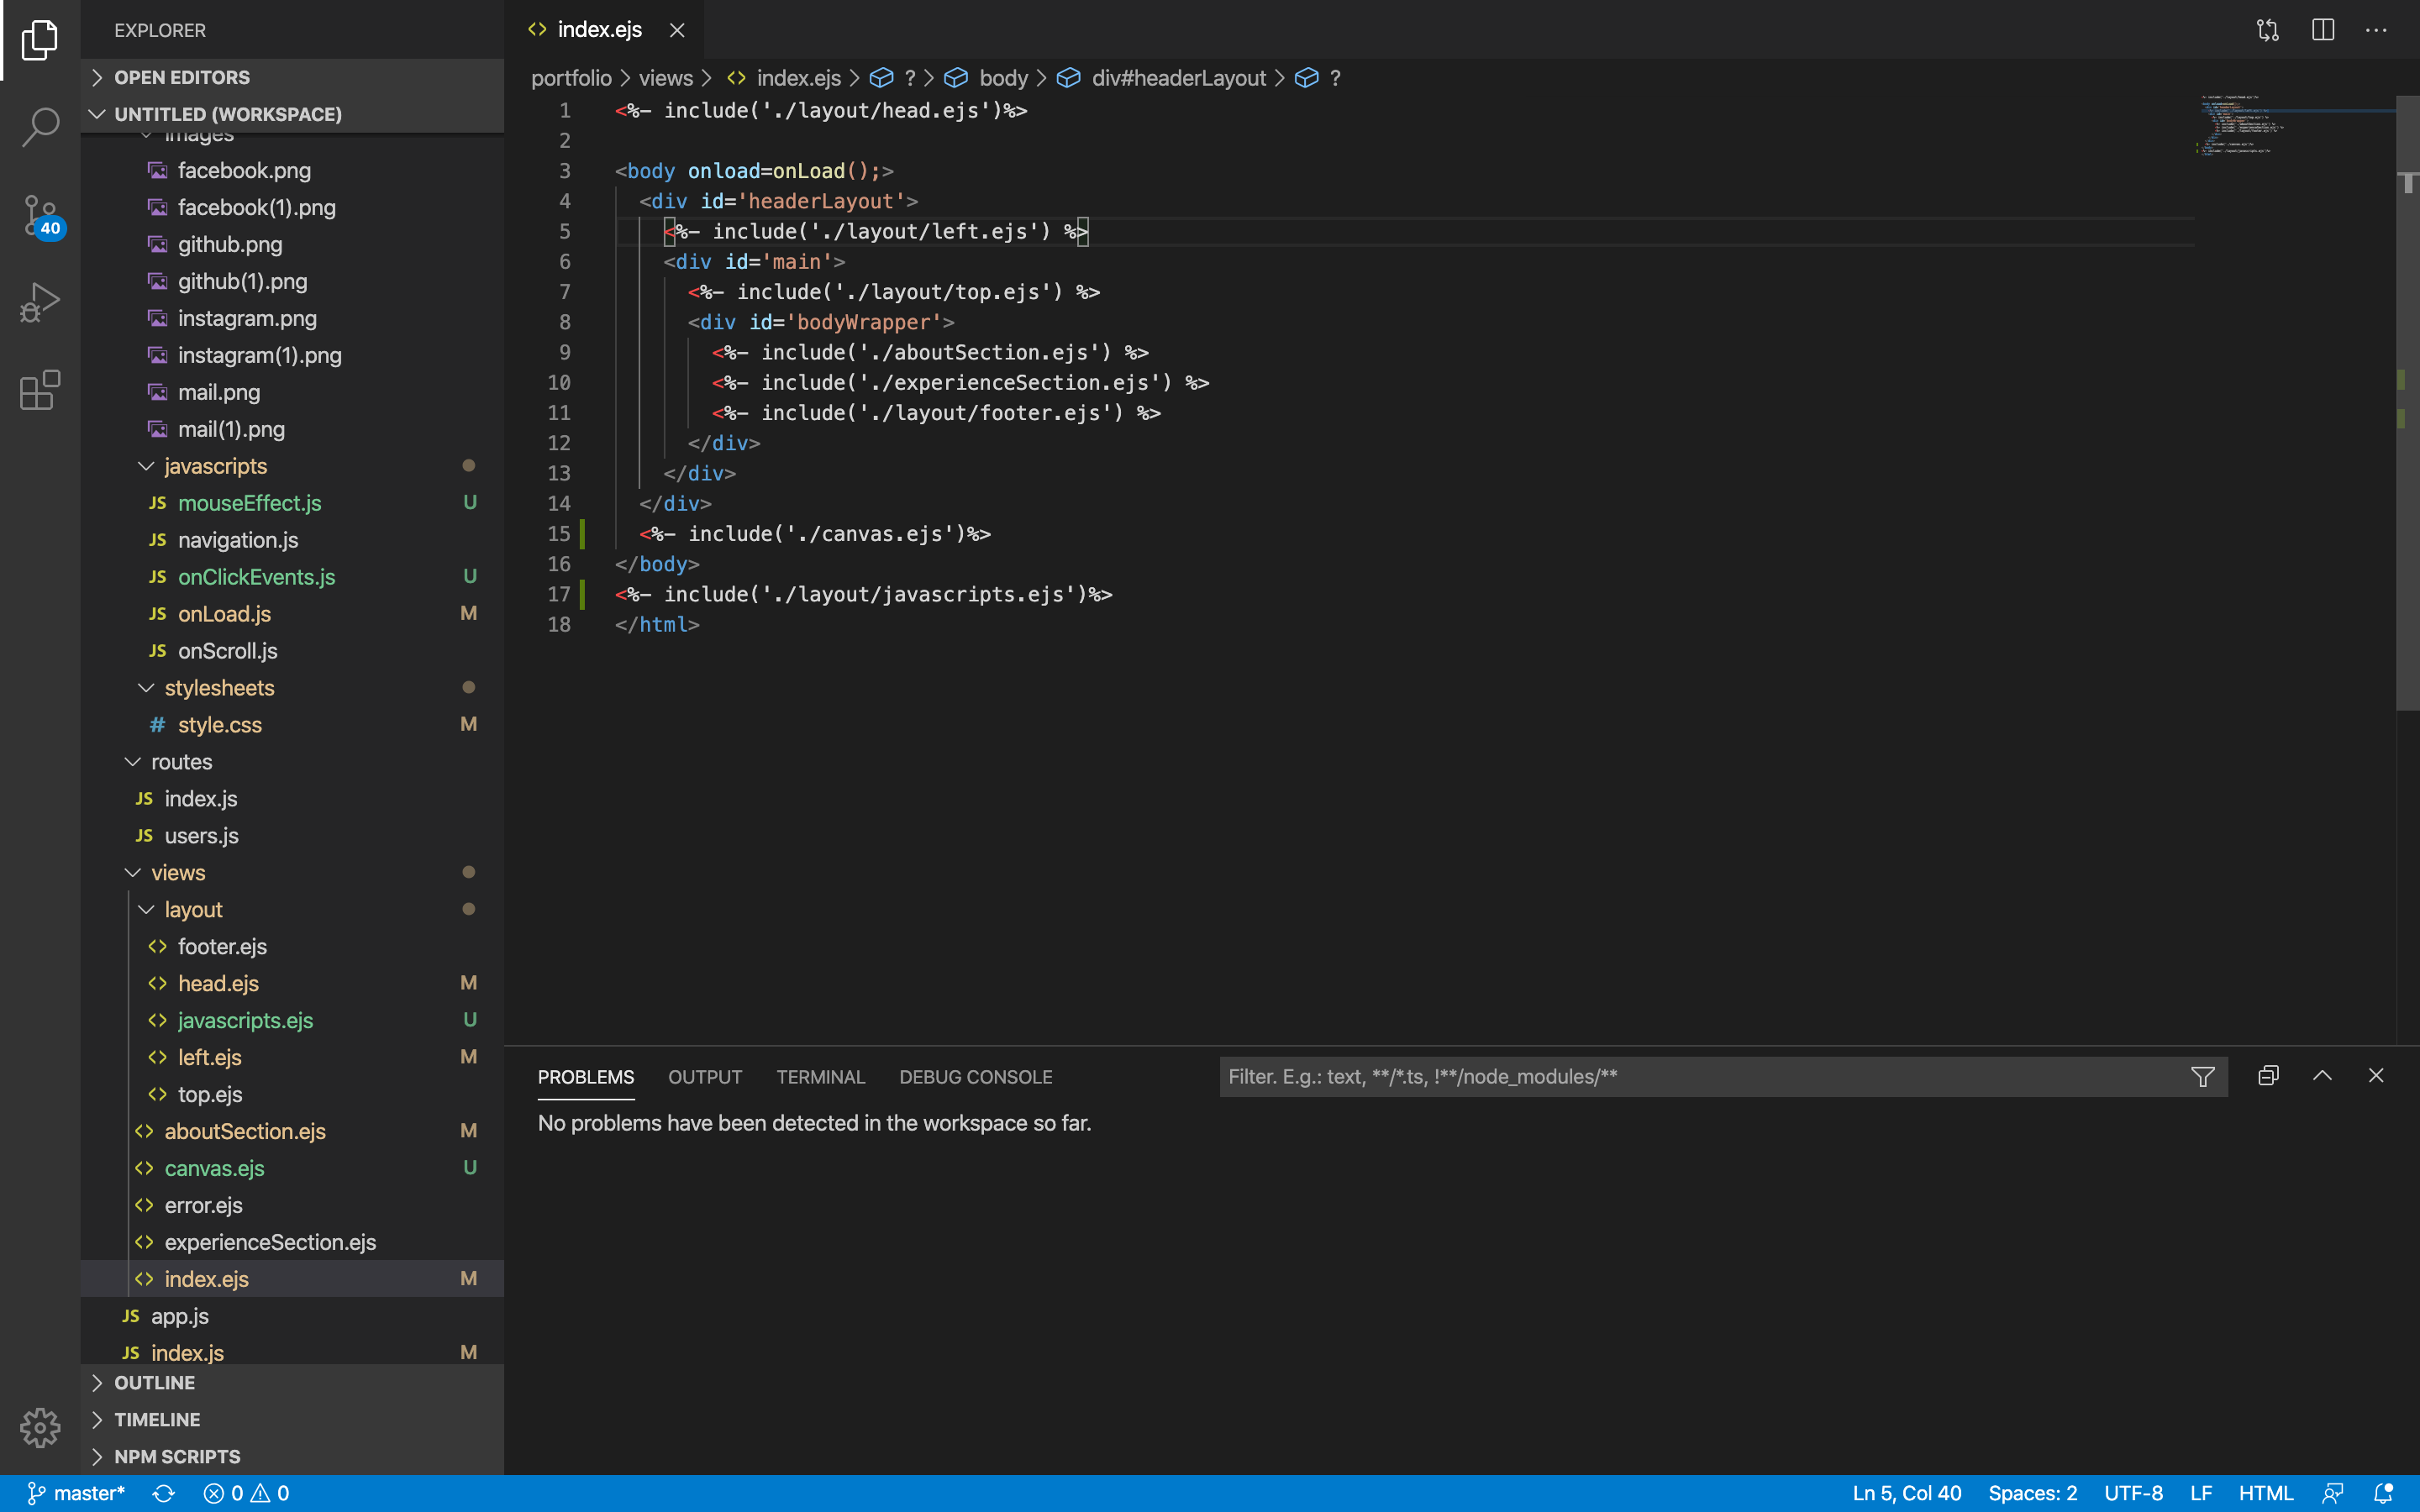 EXPLORER
OPEN EDITORS
UNTITLED (WORKSPACE)
images
facebook.png
facebook(1).png
github.png
github(1).png
instagram.png
instagram(1).png
mail.png
mail(1).png
javascripts
JS mouseEffect.js U
JS navigation.js
JS onClickEvents.js U
JS onLoad.js M
JS onScroll.js
stylesheets
# style.css M
routes
JS index.js
JS users.js
views
layout
<> footer.ejs
<> head.ejs M
<> javascripts.ejs U
<> left.ejs M
<> top.ejs
<> aboutSection.ejs M
<> canvas.ejs U
<> error.ejs
<> experienceSection.ejs
<> index.ejs M
JS app.js
JS index.js M
OUTLINE
TIMELINE
NPM SCRIPTS
40
<> index.ejs
portfolio > views > <> index.ejs > ? > body > div#headerLayout > ?
1 <%- include('./layout/head.ejs')%>
2
3 <body onload=onLoad();>
4 <div id='headerLayout'>
5 <%- include('./layout/left.ejs') %>
6 <div id='main'>
7 <%- include('./layout/top.ejs') %>
8 <div id='bodyWrapper'>
9 <%- include('./aboutSection.ejs') %>
10 <%- include('./experienceSection.ejs') %>
11 <%- include('./layout/footer.ejs') %>
12 </div>
13 </div>
14 </div>
15 <%- include('./canvas.ejs')%>
16 </body>
17 <%- include('./layout/javascripts.ejs')%>
18 </html>
PROBLEMS OUTPUT TERMINAL DEBUG CONSOLE
Filter. E.g.: text, **/*.ts, !**/node_modules/**
No problems have been detected in the workspace so far.
master* 0 0
Ln 5, Col 40 Spaces: 2 UTF-8 LF HTML